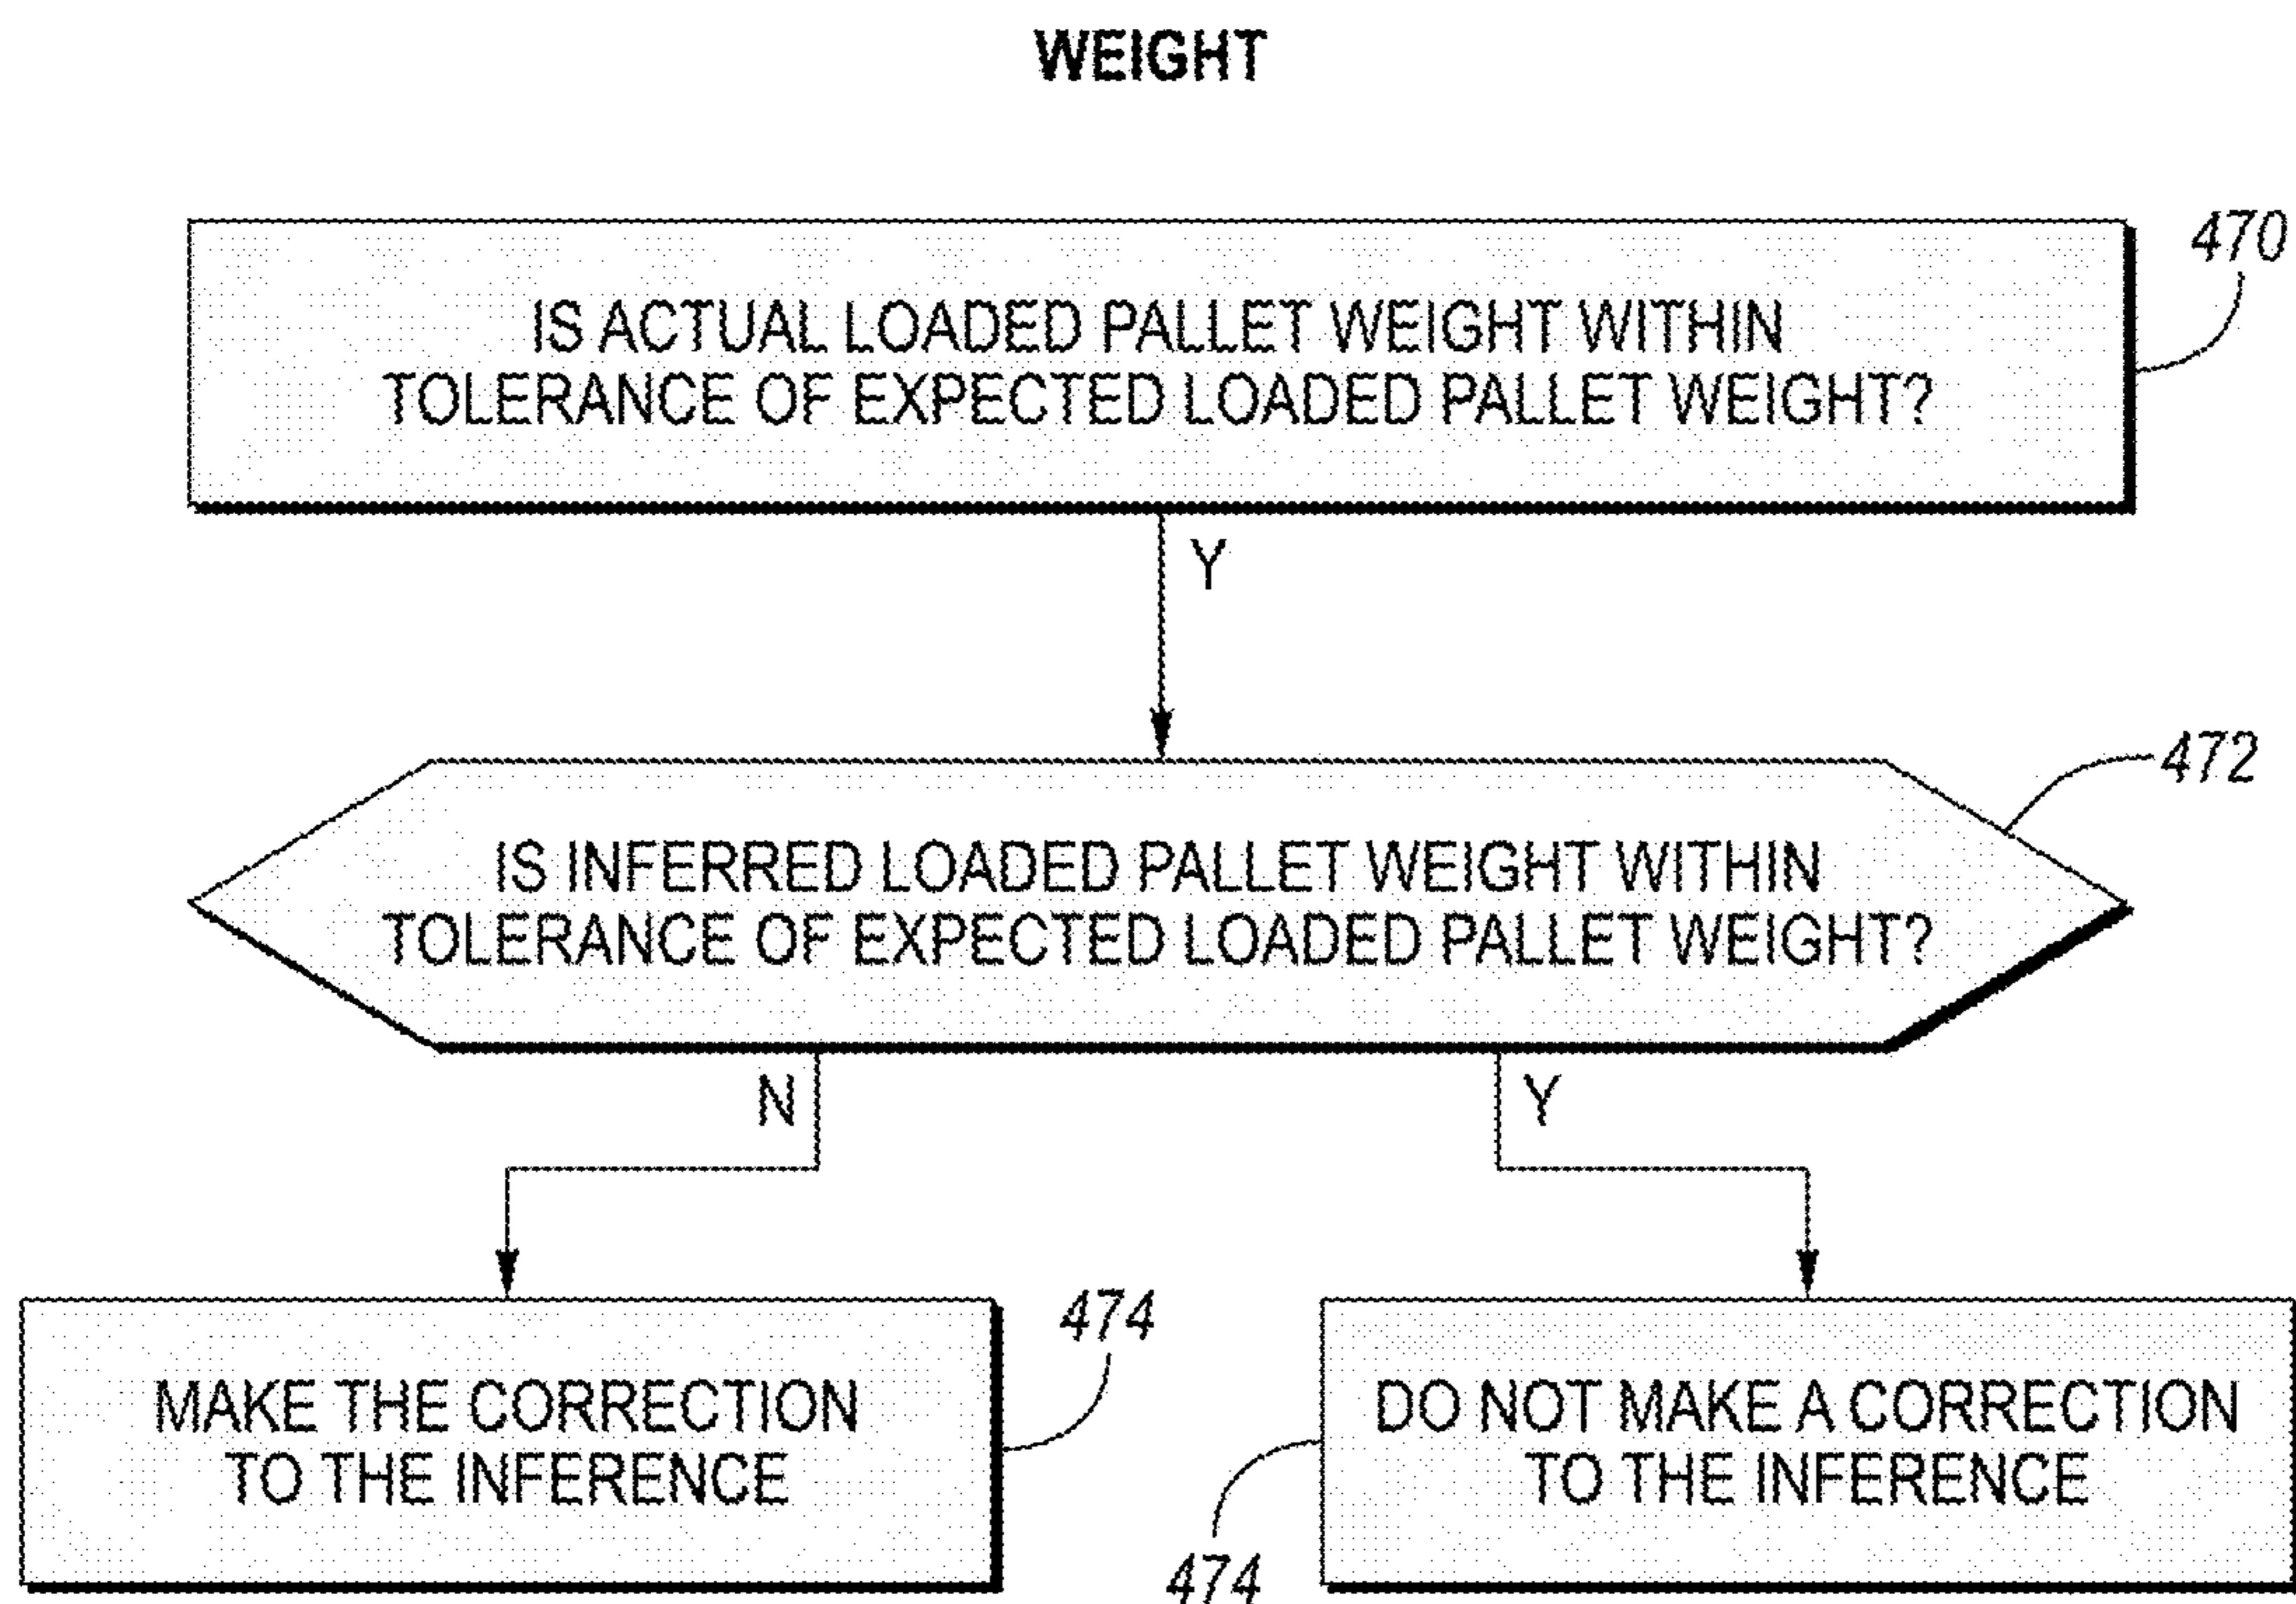 WEIGHT
IS ACTUAL LOADED PALLET WEIGHT WITHIN
TOLERANCE OF EXPECTED LOADED PALLET WEIGHT?
470
Y
472
IS INFERRED LOADED PALLET WEIGHT WITHIN
TOLERANCE OF EXPECTED LOADED PALLET WEIGHT?
N
Y
MAKE THE CORRECTION
TO THE INFERENCE
474
DO NOT MAKE A CORRECTION
TO THE INFERENCE
474